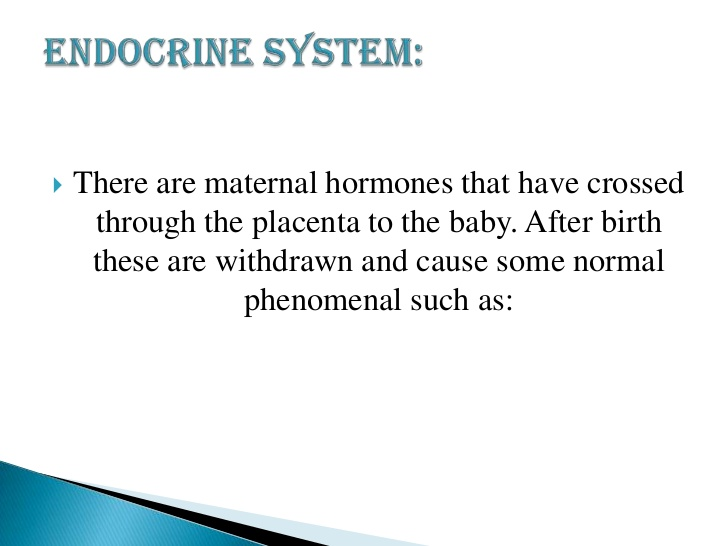 ENDOCRINE SYSTEM:
There are maternal hormones that have crossed
through the placenta to the baby. After birth
these are withdrawn and cause some normal
phenomenal such as: